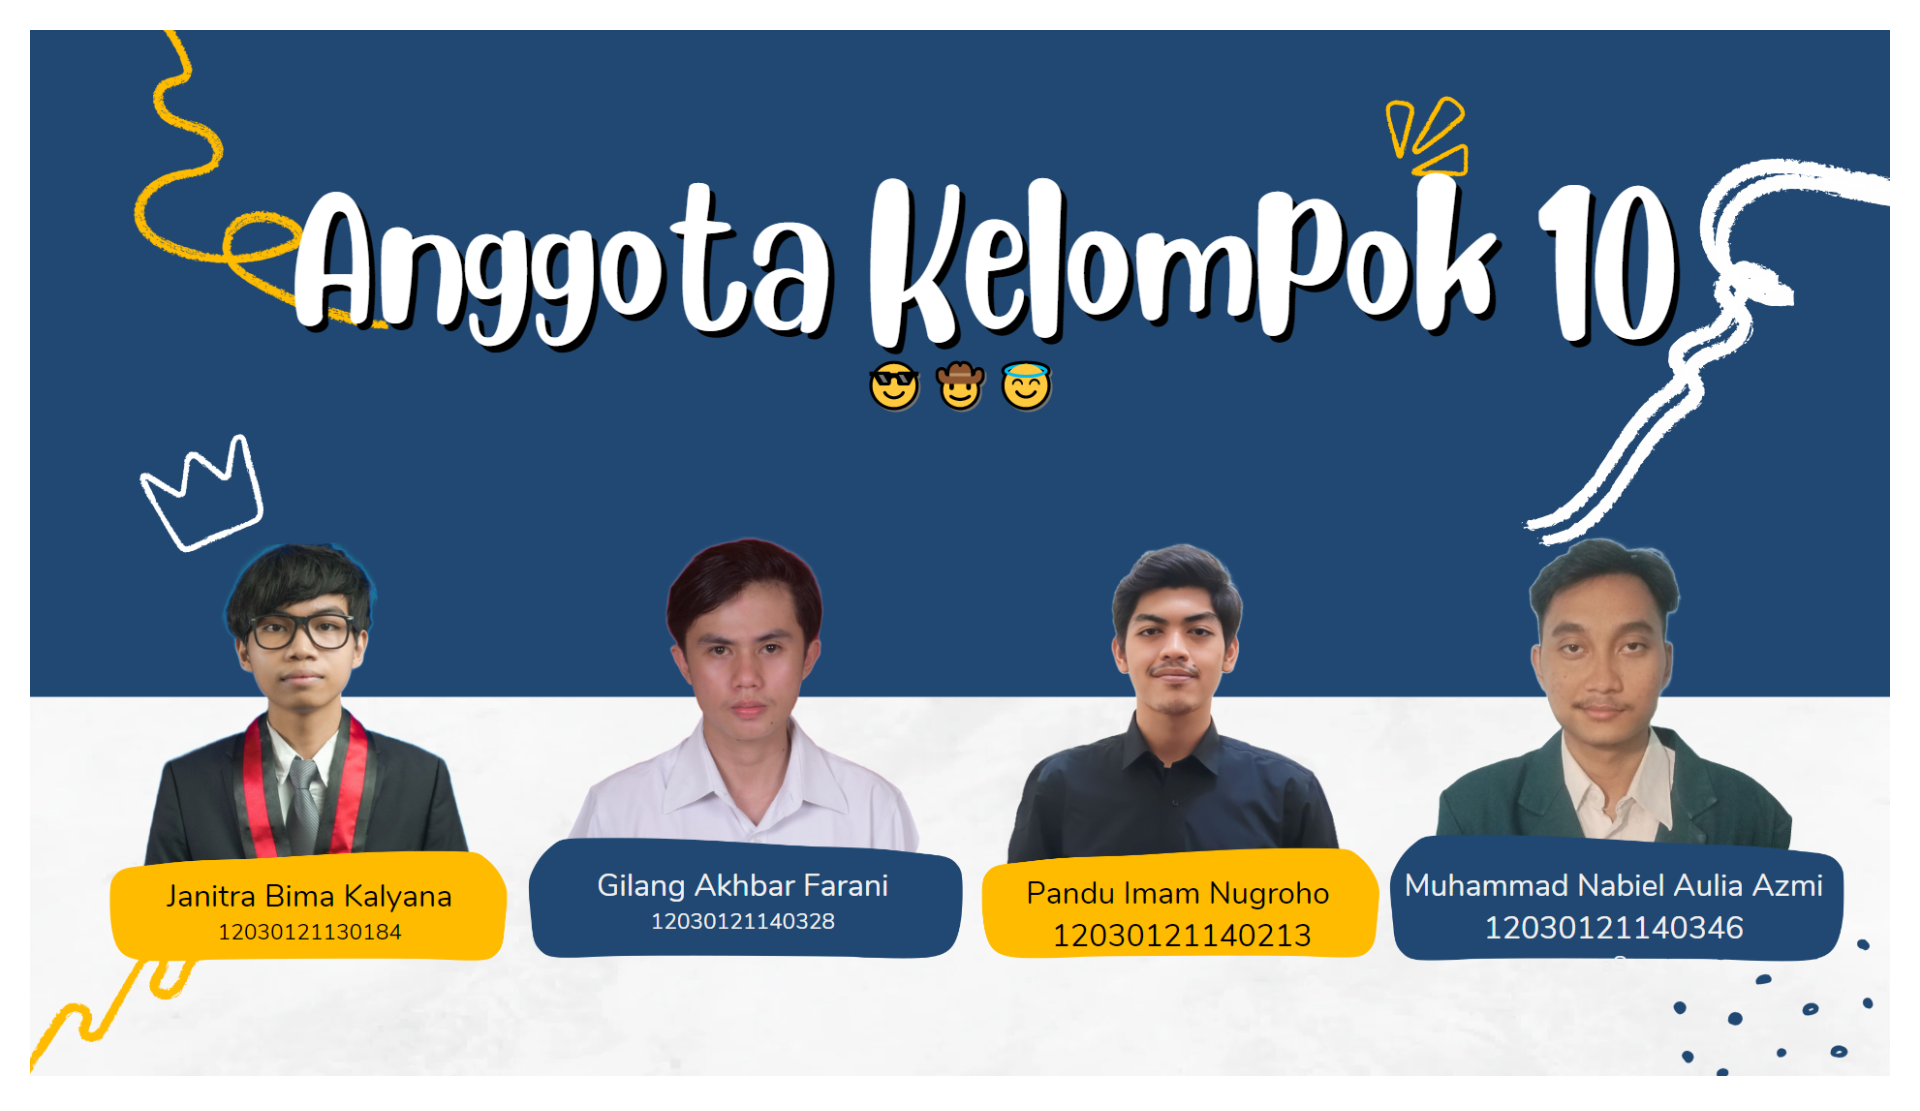 Anggota Kelompok 10
Janitra Bima Kalyana
12030121130184
Gilang Akhbar Farani
12030121140328
Pandu Imam Nugroho
12030121140213
Muhammad Nabiel Aulia Azmi
12030121140346